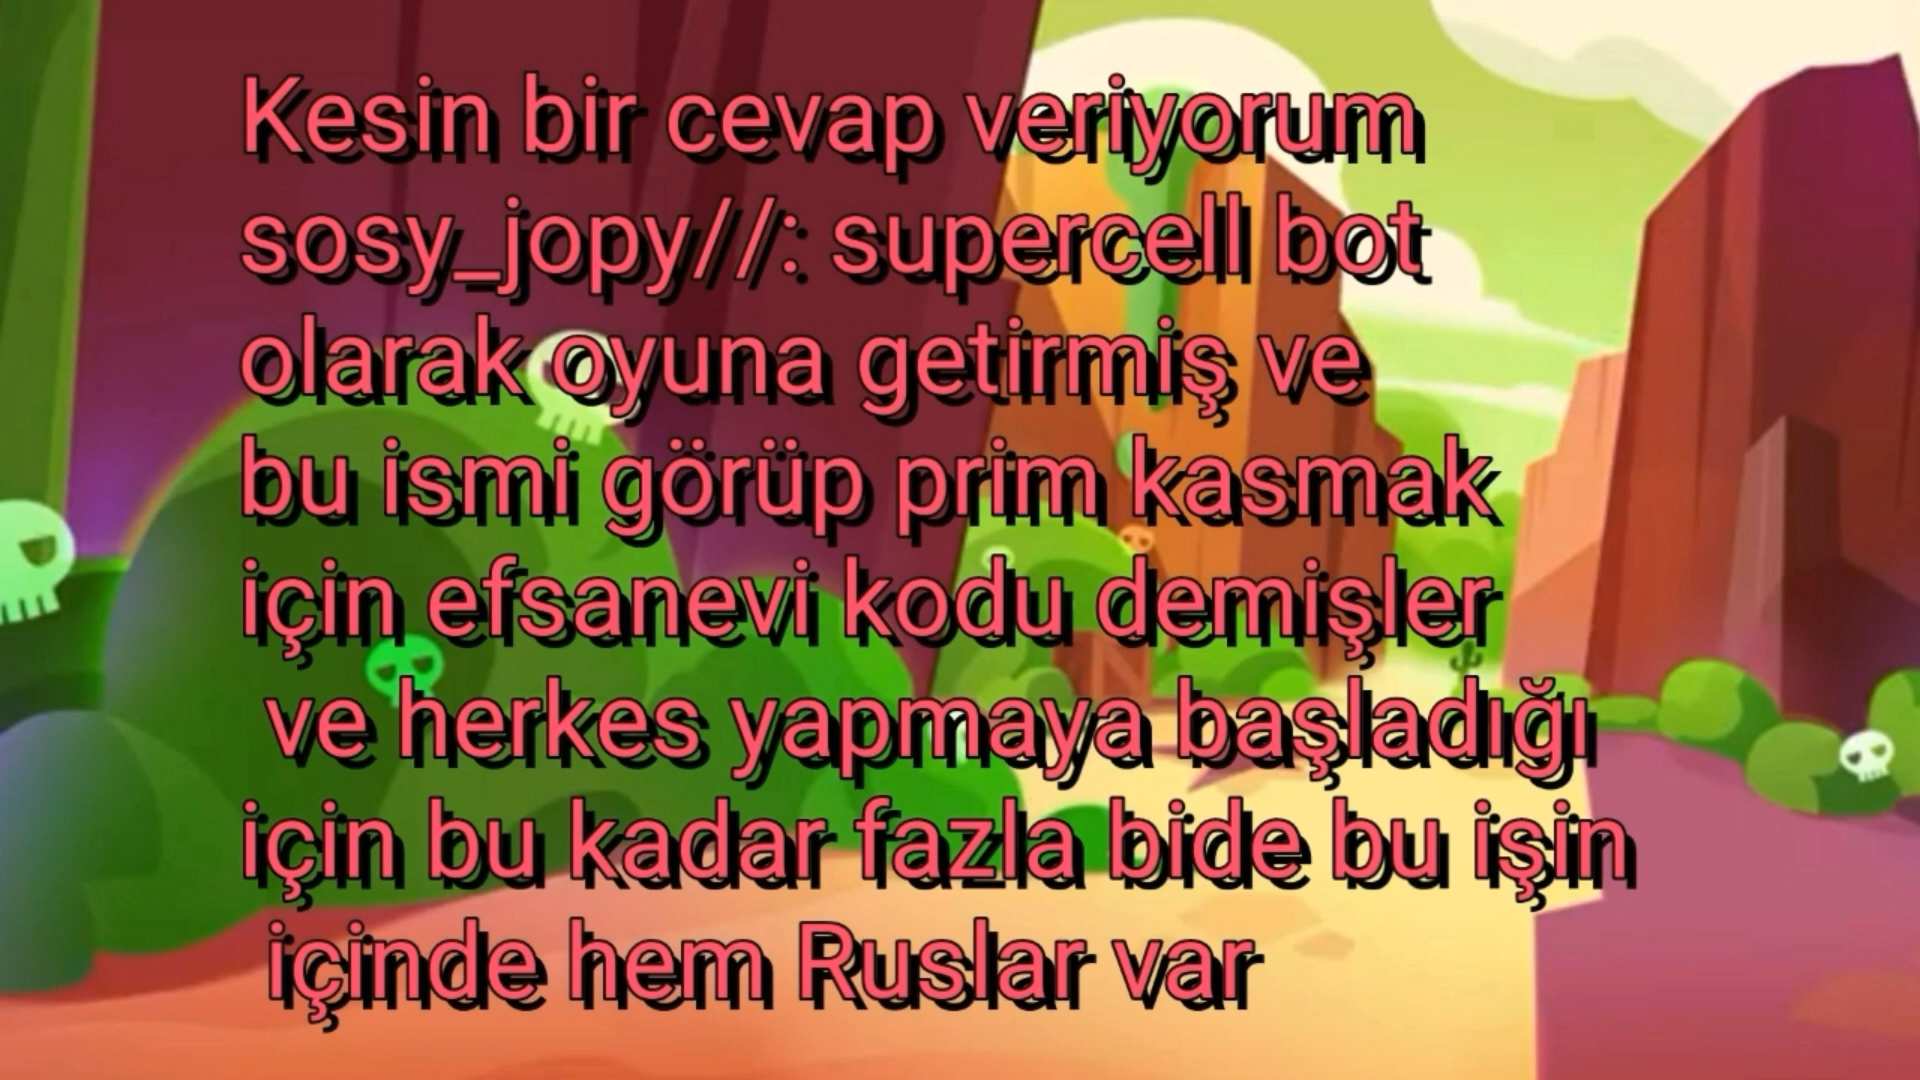 Kesin bir cevap veriyorum
sosy_jopy//: supercell bot
olarak oyuna getirmiş ve
bu ismi görüp prim kasmak
için efsanevi kodu demişler
ve herkes yapmaya başladığı
için bu kadar fazla bide bu işin
içinde hem Ruslar var